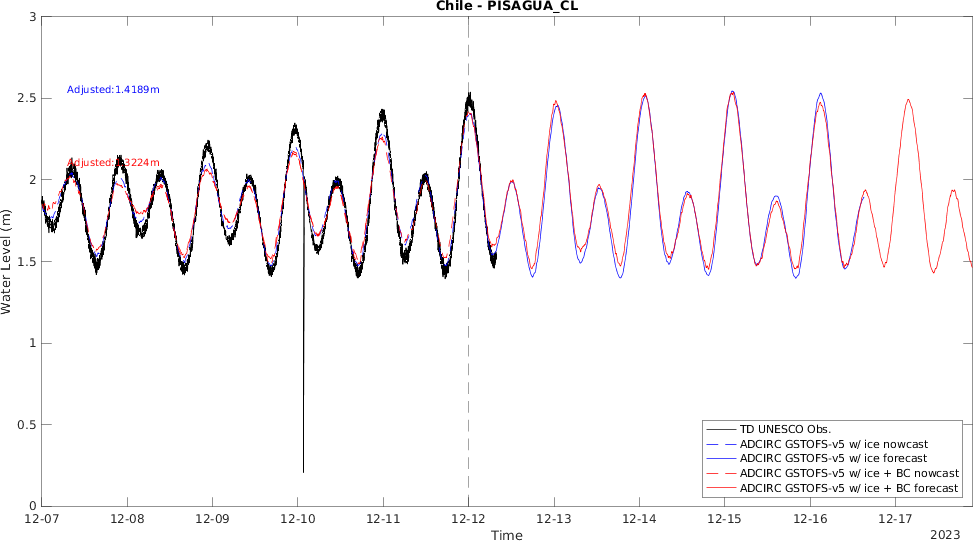 Chile - PISAGUA_CL
3
2.5
2
1.5
1
0.5
0
Water Level (m)
Adjusted:1.4189m
Adjusted:1.3224m
TD UNESCO Obs.
ADCIRC GSTOFS-v5 w/ ice nowcast
ADCIRC GSTOFS-v5 w/ ice forecast
ADCIRC GSTOFS-v5 w/ ice + BC nowcast
ADCIRC GSTOFS-v5 w/ ice + BC forecast
12-07 12-08 12-09 12-10 12-11 12-12 12-13 12-14 12-15 12-16 12-17
Time
2023